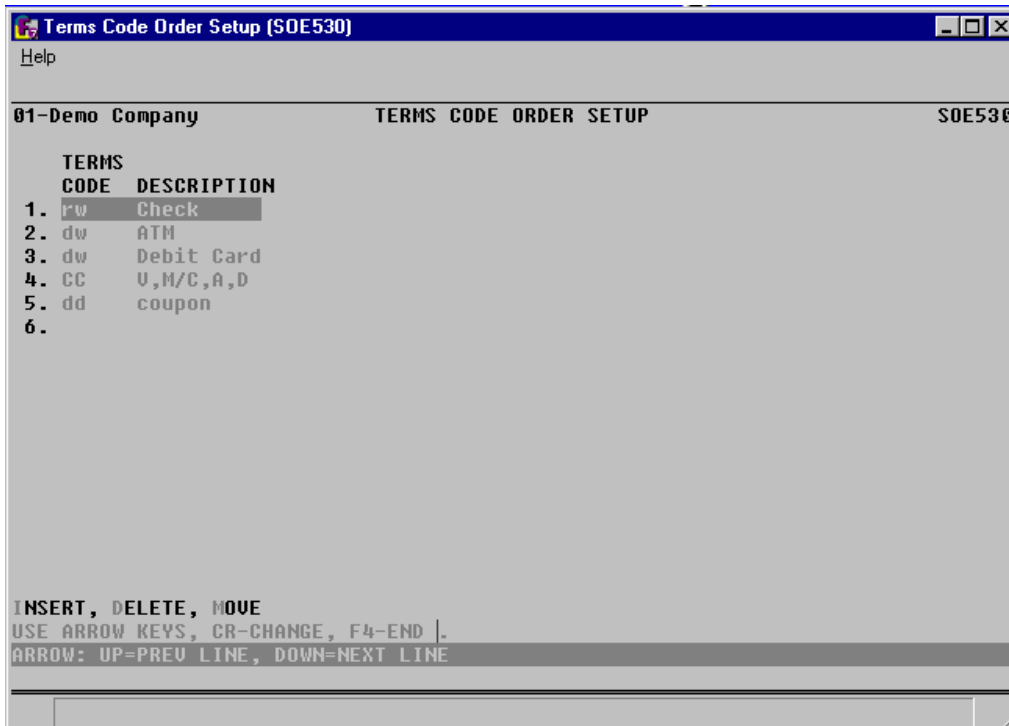 Terms Code Order Setup (SOE530)
Help
01-Demo Company TERMS CODE ORDER SETUP SOE530
TERMS
CODE DESCRIPTION
1. rw Check
2. dw ATM
3. dw Debit Card
4. CC V,M/C,A,D
5. dd coupon
6.
INSERT, DELETE, MOVE
USE ARROW KEYS, CR-CHANGE, F4-END .
ARROW: UP=PREV LINE, DOWN=NEXT LINE